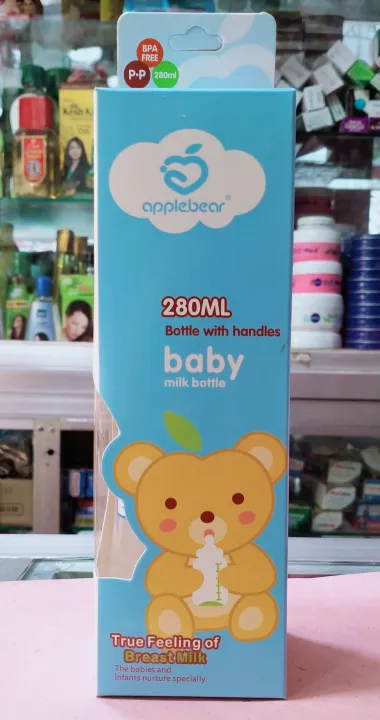 BPA
FREE
P·P
280ml
applebear®
280ML
Bottle with handles
baby
milk bottle
True Feeling of
Breast Milk
The babies and
Infants nurture specially